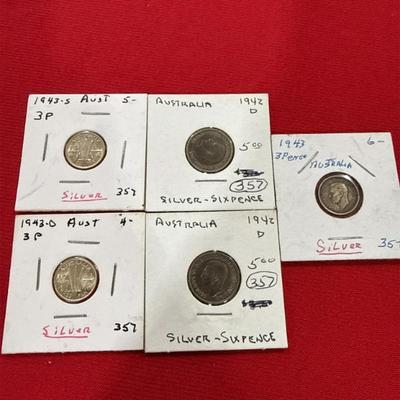 1943-S AUST 5-
3P
SILVER 357
AUSTRALIA 1942
D
5.00
357
SILVER-SIXPENCE
1943-D AUST 4-
3P
SILVER 357
AUSTRALIA 1942
D
5.00
357
SILVER-SIXPENCE
1943 6-
3PENCE
AUSTRALIA
SILVER 35-